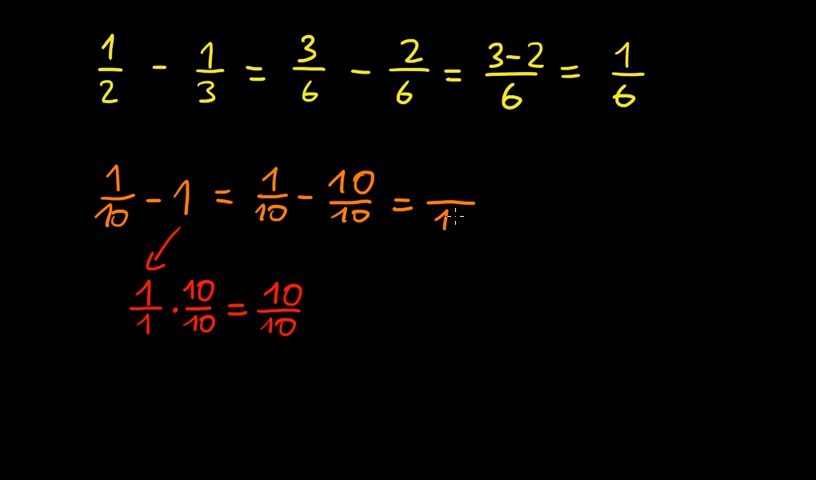 1/2 - 1/3 = 3/6 - 2/6 = (3-2)/6 = 1/6
1/10 - 1 = 1/10 - 10/10 = /1
1/1 · 10/10 = 10/10